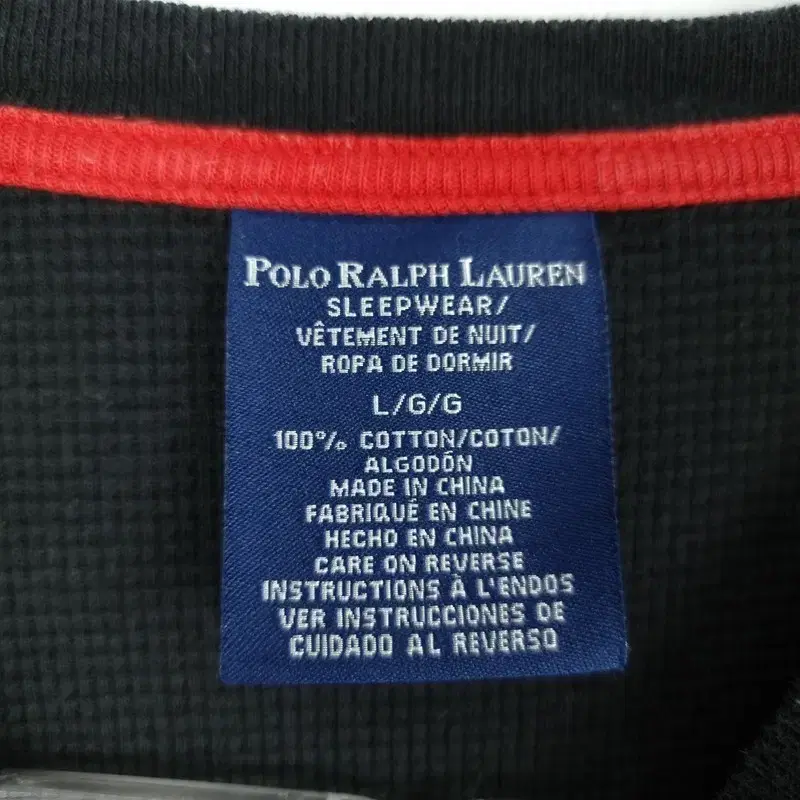 POLO RALPH LAUREN
SLEEPWEAR/
VÊTEMENT DE NUIT/
ROPA DE DORMIR
L/G/G
100% COTTON/COTON/
ALGODÓN
MADE IN CHINA
FABRIQUÉ EN CHINE
HECHO EN CHINA
CARE ON REVERSE
INSTRUCTIONS À L'ENDOS
VER INSTRUCCIONES DE
CUIDADO AL REVERSO